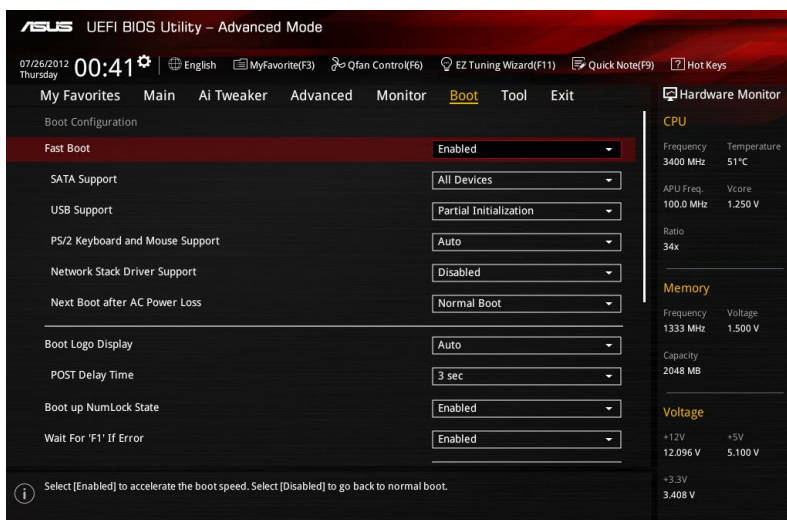 ASUS UEFI BIOS Utility – Advanced Mode
07/26/2012
Thursday
00:41
English
MyFavorite(F3)
Qfan Control(F6)
EZ Tuning Wizard(F11)
Quick Note(F9)
? Hot Keys
My Favorites Main Ai Tweaker Advanced Monitor Boot Tool Exit
Boot Configuration
Fast Boot Enabled
SATA Support All Devices
USB Support Partial Initialization
PS/2 Keyboard and Mouse Support Auto
Network Stack Driver Support Disabled
Next Boot after AC Power Loss Normal Boot
Boot Logo Display Auto
POST Delay Time 3 sec
Boot up NumLock State Enabled
Wait For 'F1' If Error Enabled
Select [Enabled] to accelerate the boot speed. Select [Disabled] to go back to normal boot.
Hardware Monitor
CPU
Frequency Temperature
3400 MHz 51°C
APU Freq. Vcore
100.0 MHz 1.250 V
Ratio
34x
Memory
Frequency Voltage
1333 MHz 1.500 V
Capacity
2048 MB
Voltage
+12V +5V
12.096 V 5.100 V
+3.3V
3.408 V